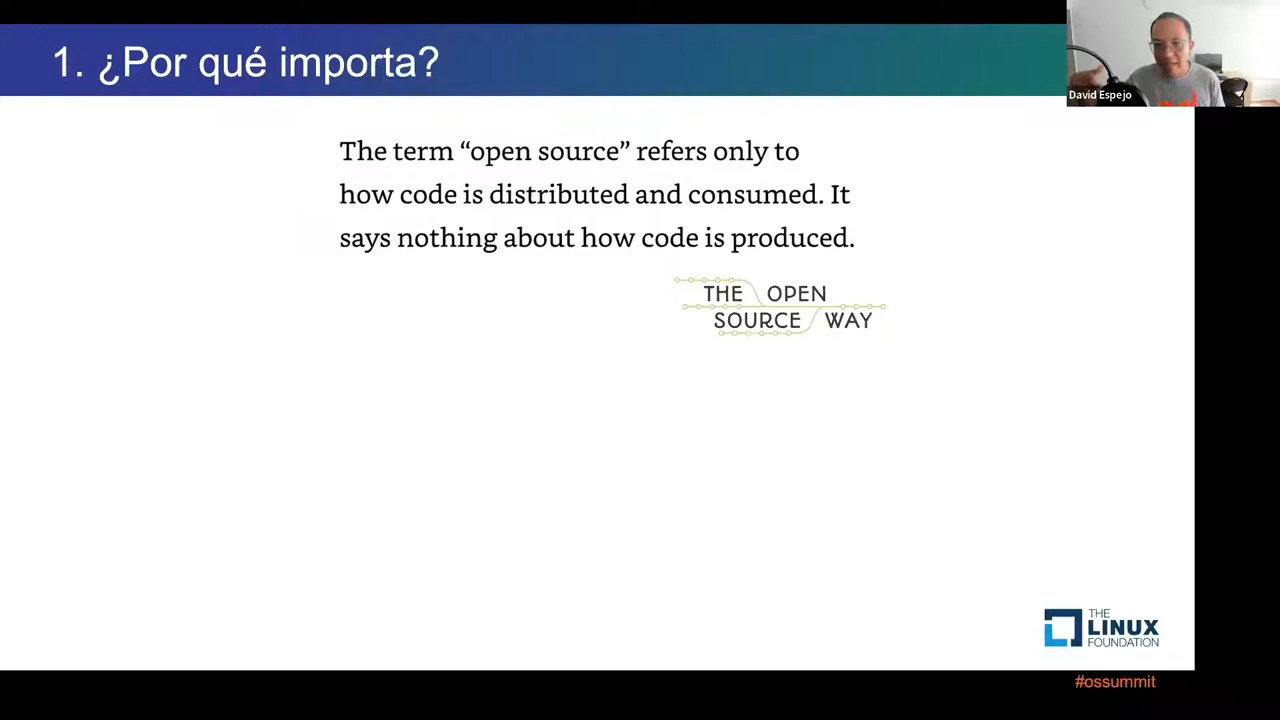 1. ¿Por qué importa?
David Espejo
The term “open source” refers only to
how code is distributed and consumed. It
says nothing about how code is produced.
THE OPEN
SOURCE WAY
THE
LINUX
FOUNDATION
#ossummit